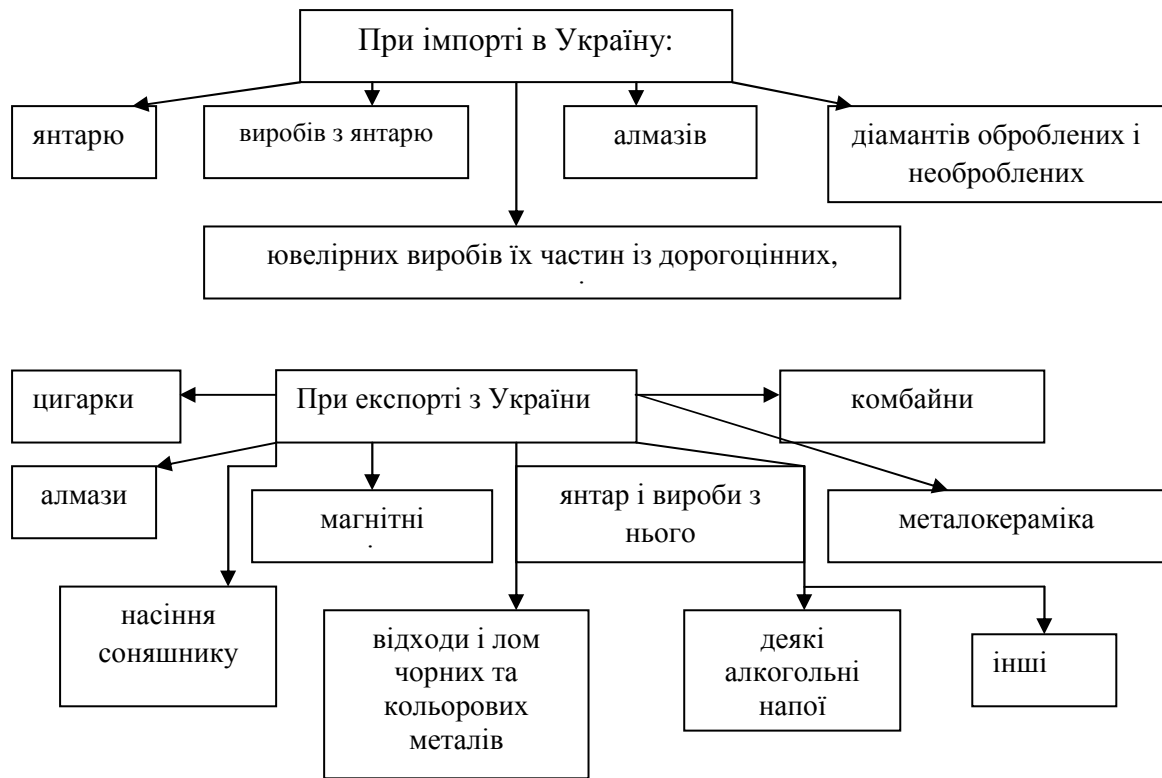 При імпорті в Україну:
янтарю
виробів з янтарю
алмазів
діамантів оброблених і
необроблених
ювелірних виробів їх частин із дорогоцінних,
цигарки
При експорті з України
комбайни
алмази
магнітні
янтар і вироби з
нього
металокераміка
насіння
соняшнику
відходи і лом
чорних та
кольорових
металів
деякі
алкогольні
напої
інші